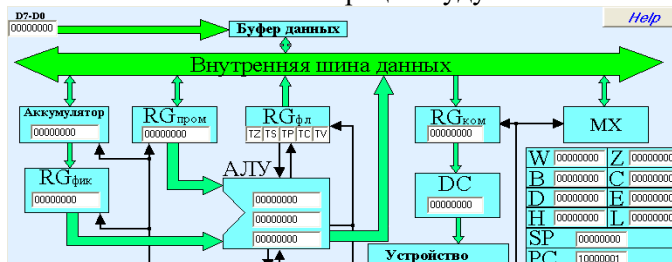 D7-D0
00000000
Буфер данных
Help
Внутренняя шина данных
Аккумулятор
00000000
RGпром
00000000
RGфл
TZ TS TP TC TV
RGком
00000000
MX
RGфик
00000000
АЛУ
00000000
00000000
00000000
DC
00000000
W 00000000 Z 00000000
B 00000000 C 00000000
D 00000000 E 00000000
H 00000000 L 00000000
SP 00000000
PC 10000001
Устройство